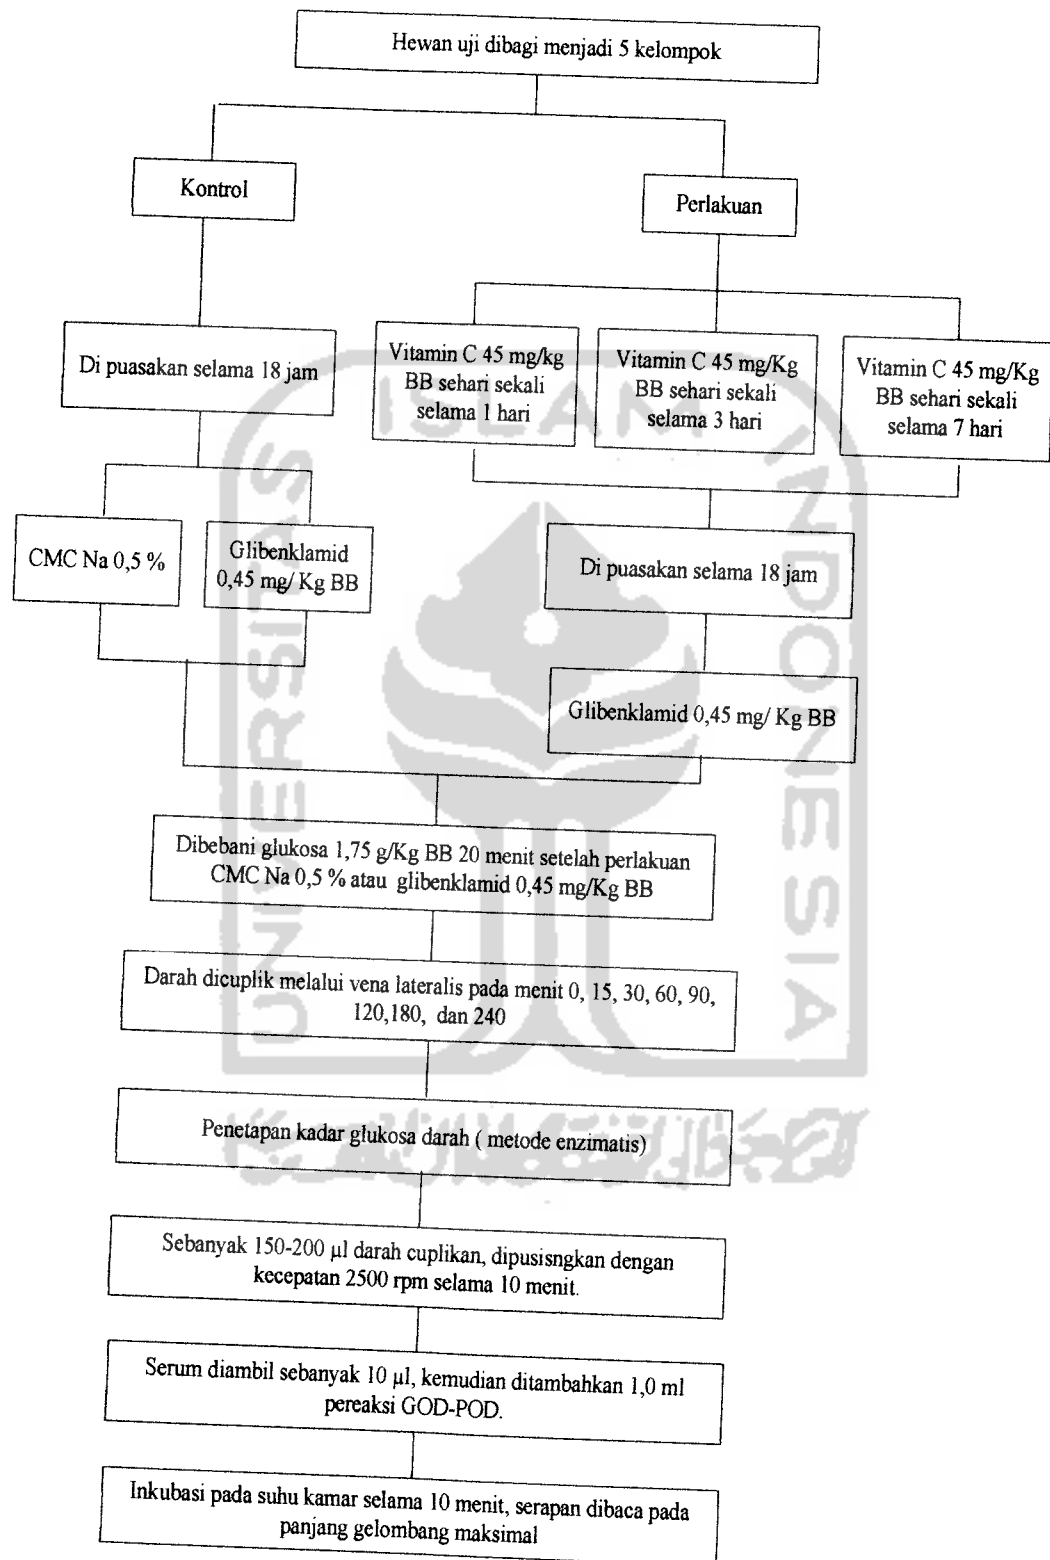 Hewan uji dibagi menjadi 5 kelompok
Kontrol
Perlakuan
Di puasakan selama 18 jam
Vitamin C 45 mg/kg
BB sehari sekali
selama 1 hari
Vitamin C 45 mg/Kg
BB sehari sekali
selama 3 hari
Vitamin C 45 mg/Kg
BB sehari sekali
selama 7 hari
CMC Na 0,5 %
Glibenklamid
0,45 mg/ Kg BB
Di puasakan selama 18 jam
Glibenklamid 0,45 mg/ Kg BB
Dibebani glukosa 1,75 g/Kg BB 20 menit setelah perlakuan
CMC Na 0,5 % atau glibenklamid 0,45 mg/Kg BB
Darah dicuplik melalui vena lateralis pada menit 0, 15, 30, 60, 90,
120,180, dan 240
Penetapan kadar glukosa darah ( metode enzimatis)
Sebanyak 150-200 µl darah cuplikan, dipusisngkan dengan
kecepatan 2500 rpm selama 10 menit.
Serum diambil sebanyak 10 µl, kemudian ditambahkan 1,0 ml
pereaksi GOD-POD.
Inkubasi pada suhu kamar selama 10 menit, serapan dibaca pada
panjang gelombang maksimal
UNIVERSITAS
ISLAM
INDONESIA